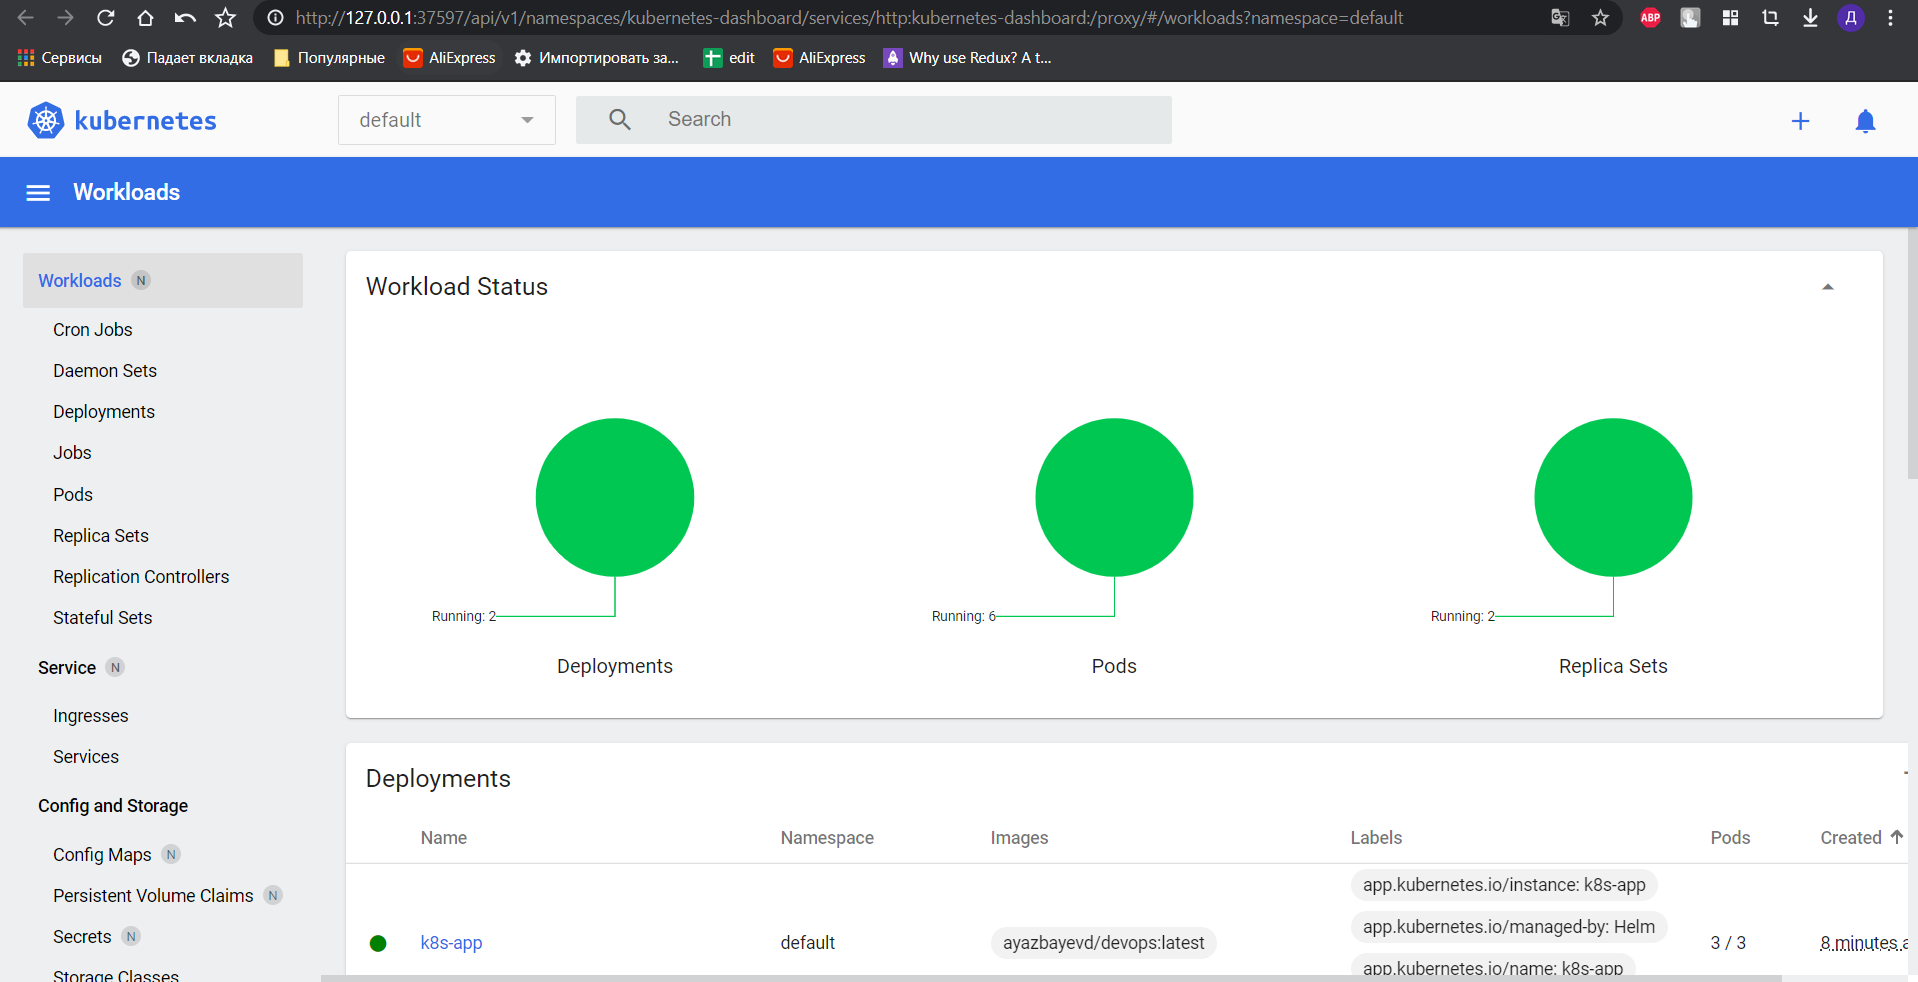 http://127.0.0.1:37597/api/v1/namespaces/kubernetes-dashboard/services/http:kubernetes-dashboard:/proxy/#/workloads?namespace=default
ABP
Д
Сервисы
Падает вкладка
Популярные
AliExpress
Импортировать за...
edit
AliExpress
Why use Redux? A t...
kubernetes
default
Search
Workloads
Workloads N
Cron Jobs
Daemon Sets
Deployments
Jobs
Pods
Replica Sets
Replication Controllers
Stateful Sets
Service N
Ingresses
Services
Config and Storage
Config Maps N
Persistent Volume Claims N
Secrets N
Storage Classes
Workload Status
Running: 2
Running: 6
Running: 2
Deployments
Pods
Replica Sets
Deployments
Name
Namespace
Images
Labels
Pods
Created
k8s-app
default
ayazbayevd/devops:latest
app.kubernetes.io/instance: k8s-app
app.kubernetes.io/managed-by: Helm
app.kubernetes.io/name: k8s-app
3 / 3
8 minutes a